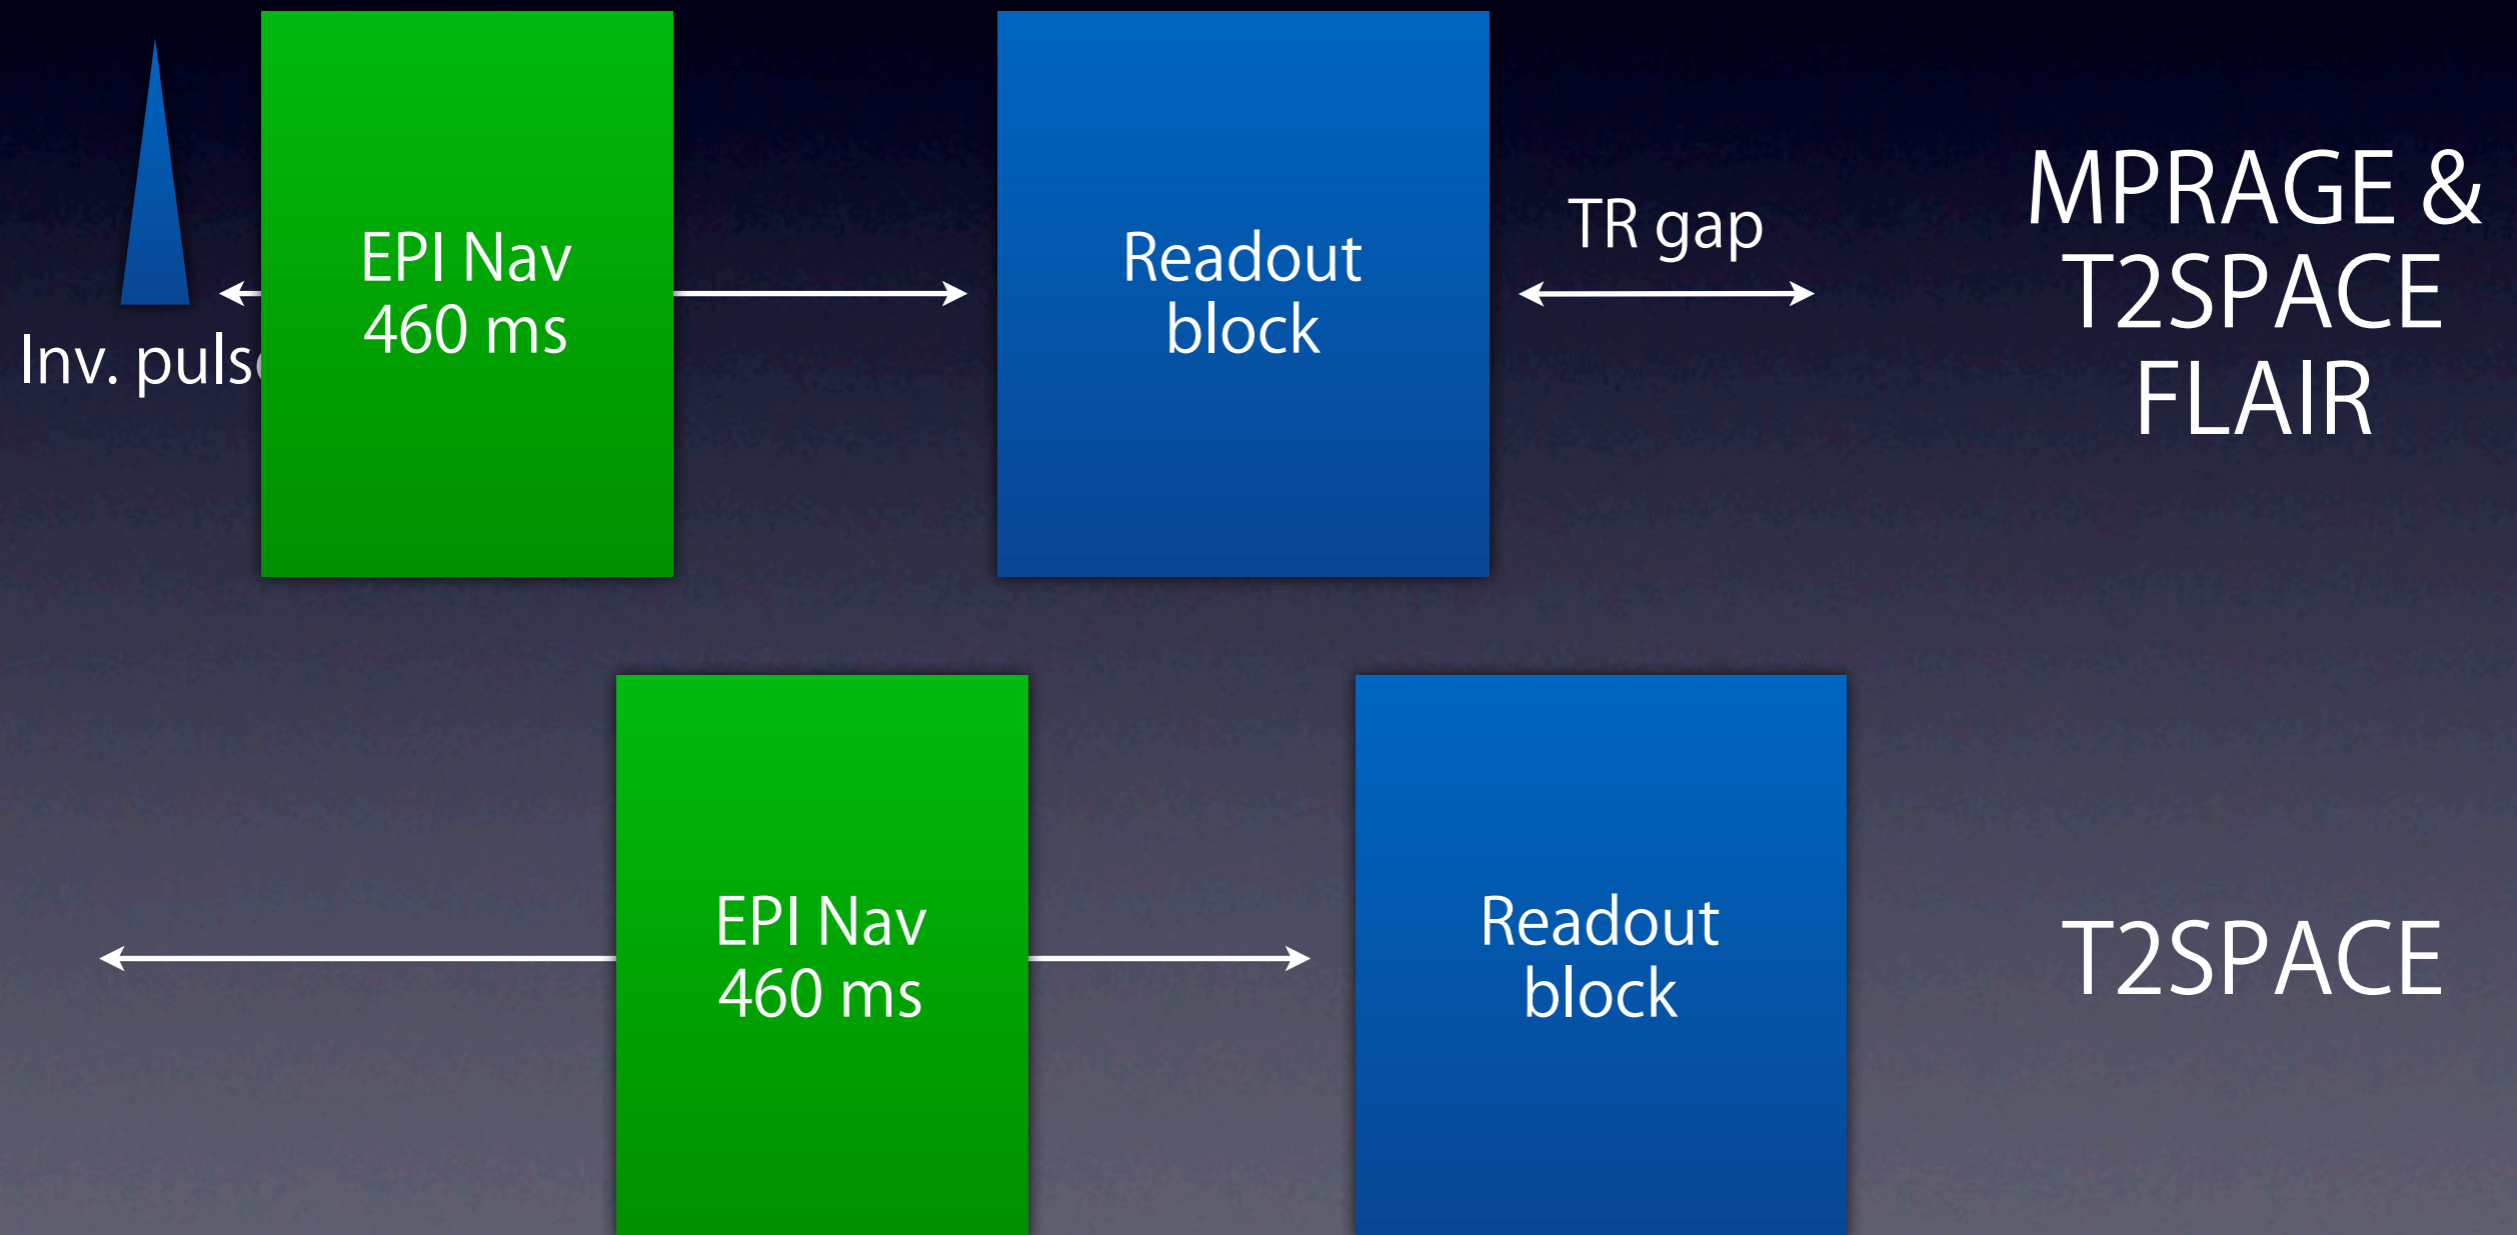 Inv. puls
EPI Nav
460 ms
Readout
block
TR gap
MPRAGE &
T2SPACE
FLAIR
EPI Nav
460 ms
Readout
block
T2SPACE